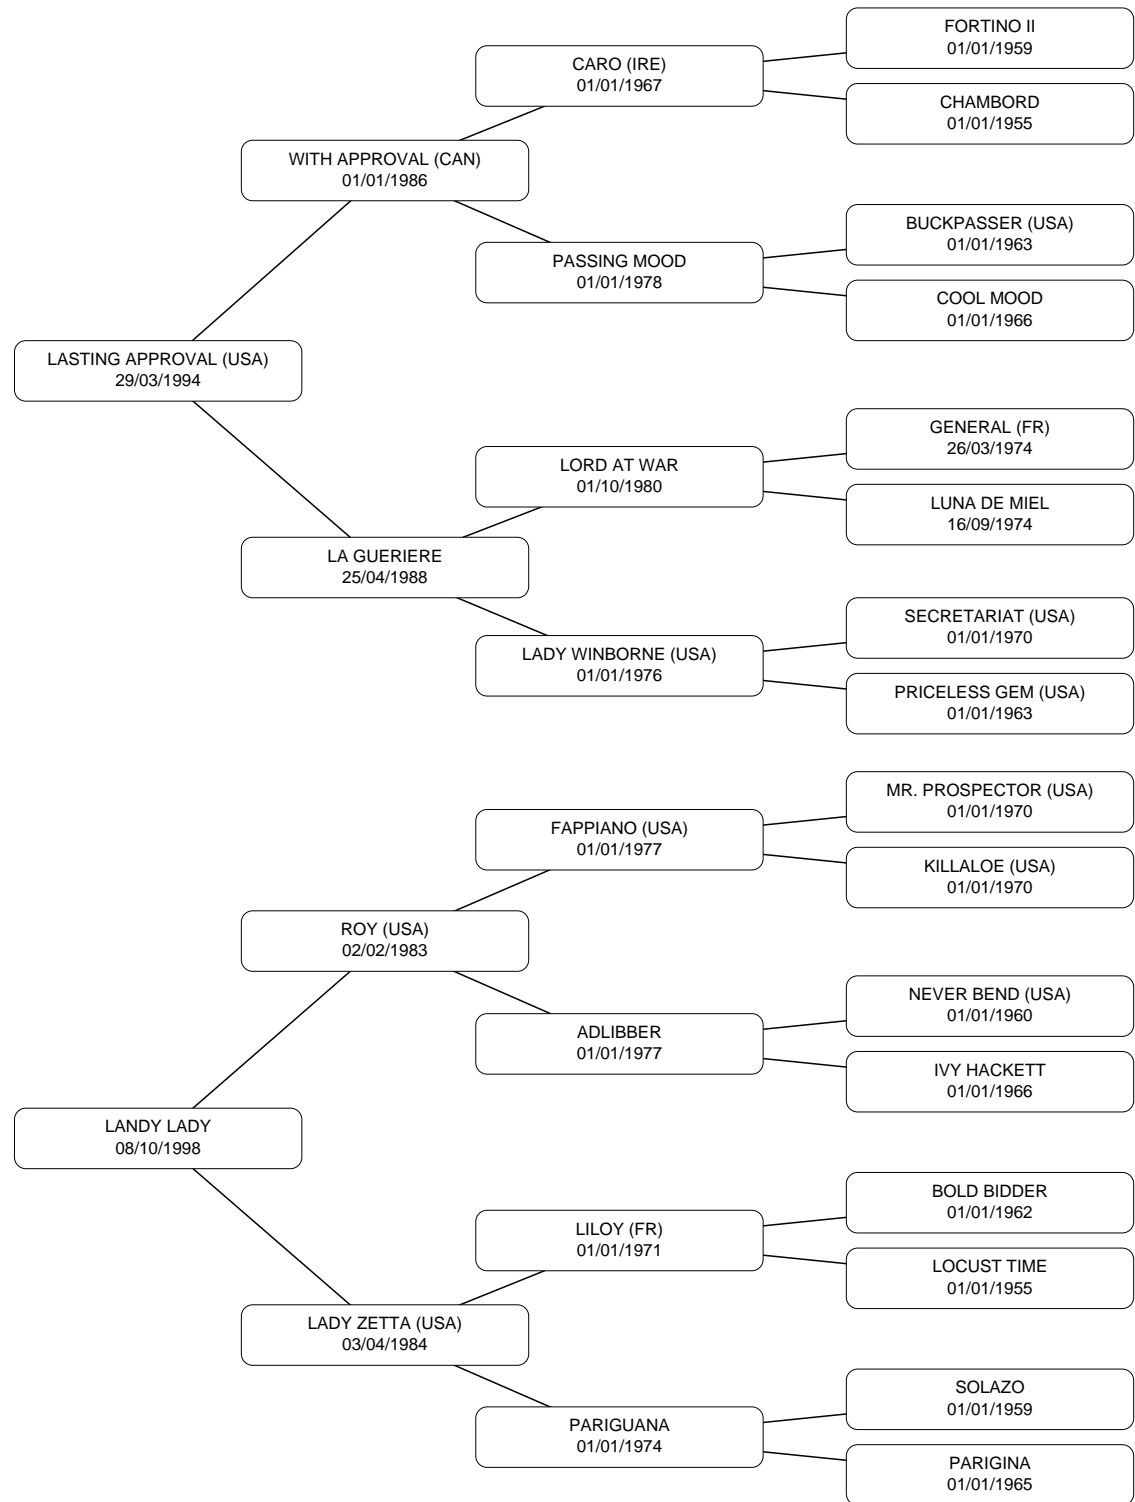 FORTINO II
01/01/1959
CARO (IRE)
01/01/1967
CHAMBORD
01/01/1955
WITH APPROVAL (CAN)
01/01/1986
BUCKPASSER (USA)
01/01/1963
PASSING MOOD
01/01/1978
COOL MOOD
01/01/1966
LASTING APPROVAL (USA)
29/03/1994
GENERAL (FR)
26/03/1974
LORD AT WAR
01/10/1980
LUNA DE MIEL
16/09/1974
LA GUERIERE
25/04/1988
SECRETARIAT (USA)
01/01/1970
LADY WINBORNE (USA)
01/01/1976
PRICELESS GEM (USA)
01/01/1963
MR. PROSPECTOR (USA)
01/01/1970
FAPPIANO (USA)
01/01/1977
KILLALOE (USA)
01/01/1970
ROY (USA)
02/02/1983
NEVER BEND (USA)
01/01/1960
ADLIBBER
01/01/1977
IVY HACKETT
01/01/1966
LANDY LADY
08/10/1998
BOLD BIDDER
01/01/1962
LILOY (FR)
01/01/1971
LOCUST TIME
01/01/1955
LADY ZETTA (USA)
03/04/1984
SOLAZO
01/01/1959
PARIGUANA
01/01/1974
PARIGINA
01/01/1965